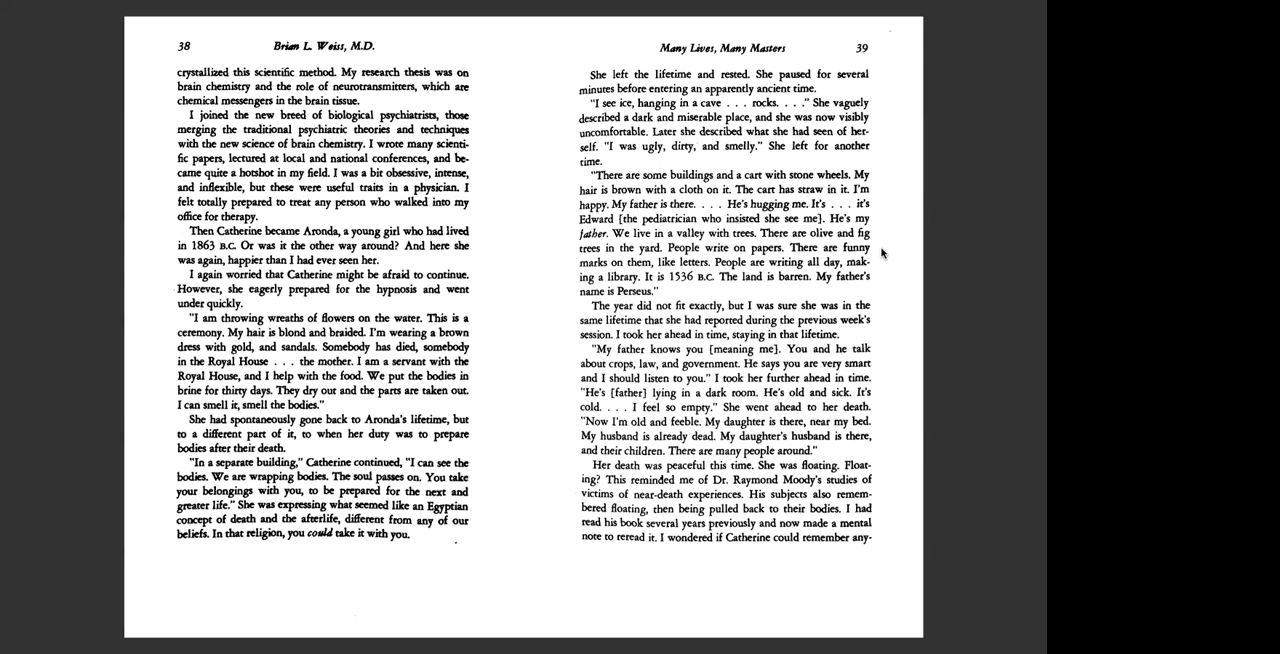 38 Brian L. Weiss, M.D.
crystallized this scientific method. My research thesis was on
brain chemistry and the role of neurotransmitters, which are
chemical messengers in the brain tissue.
I joined the new breed of biological psychiatrists, those
merging the traditional psychiatric theories and techniques
with the new science of brain chemistry. I wrote many scienti-
fic papers, lectured at local and national conferences, and be-
came quite a hotshot in my field. I was a bit obsessive, intense,
and inflexible, but these were useful traits in a physician. I
felt totally prepared to treat any person who walked into my
office for therapy.
Then Catherine became Aronda, a young girl who had lived
in 1863 B.C. Or was it the other way around? And here she
was again, happier than I had ever seen her.
I again worried that Catherine might be afraid to continue.
However, she eagerly prepared for the hypnosis and went
under quickly.
"I am throwing wreaths of flowers on the water. This is a
ceremony. My hair is blond and braided. I'm wearing a brown
dress with gold, and sandals. Somebody has died, somebody
in the Royal House . . . the mother. I am a servant with the
Royal House, and I help with the food. We put the bodies in
brine for thirty days. They dry out and the parts are taken out.
I can smell it, smell the bodies."
She had spontaneously gone back to Aronda's lifetime, but
to a different part of it, to when her duty was to prepare
bodies after their death.
"In a separate building," Catherine continued, "I can see the
bodies. We are wrapping bodies. The soul passes on. You take
your belongings with you, to be prepared for the next and
greater life." She was expressing what seemed like an Egyptian
concept of death and the afterlife, different from any of our
beliefs. In that religion, you could take it with you.
Many Lives, Many Masters 39
She left the lifetime and rested. She paused for several
minutes before entering an apparently ancient time.
"I see ice, hanging in a cave . . . rocks. . . ." She vaguely
described a dark and miserable place, and she was now visibly
uncomfortable. Later she described what she had seen of her-
self. "I was ugly, dirty, and smelly." She left for another
time.
"There are some buildings and a cart with stone wheels. My
hair is brown with a cloth on it. The cart has straw in it. I'm
happy. My father is there. . . . He's hugging me. It's . . . it's
Edward [the pediatrician who insisted she see me]. He's my
father. We live in a valley with trees. There are olive and fig
trees in the yard. People write on papers. There are funny
marks on them, like letters. People are writing all day, mak-
ing a library. It is 1536 B.C. The land is barren. My father's
name is Perseus."
The year did not fit exactly, but I was sure she was in the
same lifetime that she had reported during the previous week's
session. I took her ahead in time, staying in that lifetime.
"My father knows you [meaning me]. You and he talk
about crops, law, and government. He says you are very smart
and I should listen to you." I took her further ahead in time.
"He's [father] lying in a dark room. He's old and sick. It's
cold. . . . I feel so empty." She went ahead to her death.
"Now I'm old and feeble. My daughter is there, near my bed.
My husband is already dead. My daughter's husband is there,
and their children. There are many people around."
Her death was peaceful this time. She was floating. Float-
ing? This reminded me of Dr. Raymond Moody's studies of
victims of near-death experiences. His subjects also remem-
bered floating, then being pulled back to their bodies. I had
read his book several years previously and now made a mental
note to reread it. I wondered if Catherine could remember any-